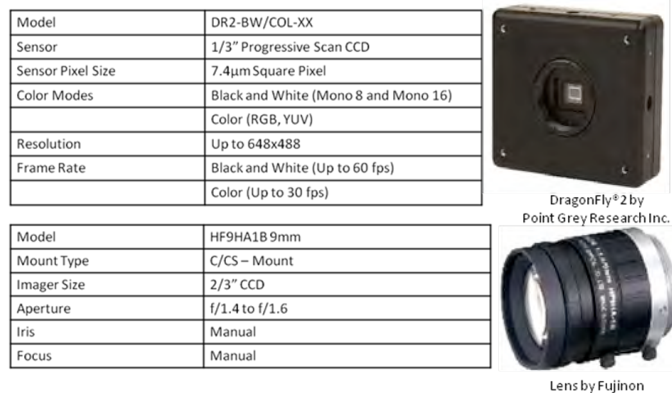 Model DR2-BW/COL-XX
Sensor 1/3” Progressive Scan CCD
Sensor Pixel Size 7.4µm Square Pixel
Color Modes Black and White (Mono 8 and Mono 16)
Color (RGB, YUV)
Resolution Up to 648x488
Frame Rate Black and White (Up to 60 fps)
Color (Up to 30 fps)
DragonFly®2 by
Point Grey Research Inc.
Model HF9HA1B 9mm
Mount Type C/CS – Mount
Imager Size 2/3” CCD
Aperture f/1.4 to f/1.6
Iris Manual
Focus Manual
Lens by Fujinon